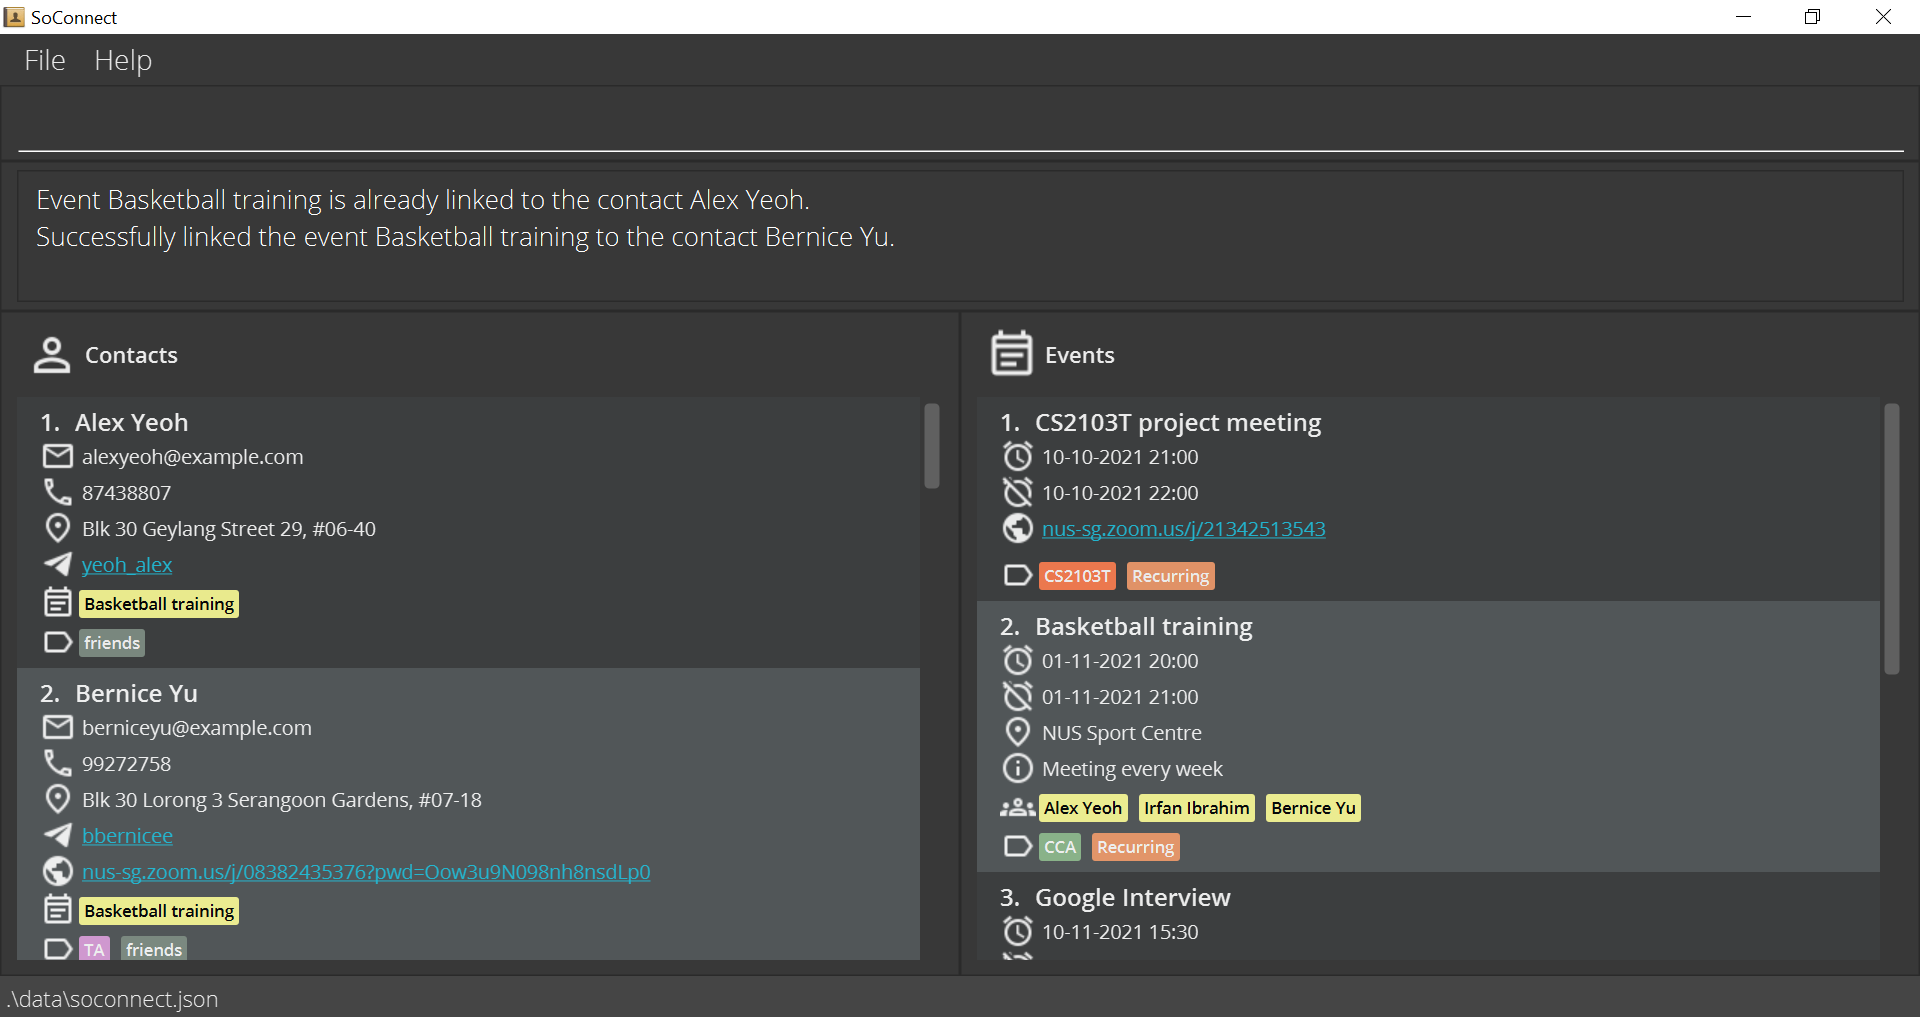 SoConnect
File Help
Event Basketball training is already linked to the contact Alex Yeoh.
Successfully linked the event Basketball training to the contact Bernice Yu.
Contacts
1. Alex Yeoh
alexyeoh@example.com
87438807
Blk 30 Geylang Street 29, #06-40
yeoh_alex
Basketball training
friends
2. Bernice Yu
berniceyu@example.com
99272758
Blk 30 Lorong 3 Serangoon Gardens, #07-18
bbernicee
nus-sg.zoom.us/j/08382435376?pwd=Oow3u9N098nh8nsdLp0
Basketball training
TA friends
Events
1. CS2103T project meeting
10-10-2021 21:00
10-10-2021 22:00
nus-sg.zoom.us/j/21342513543
CS2103T Recurring
2. Basketball training
01-11-2021 20:00
01-11-2021 21:00
NUS Sport Centre
Meeting every week
Alex Yeoh Irfan Ibrahim Bernice Yu
CCA Recurring
3. Google Interview
10-11-2021 15:30
.\data\soconnect.json